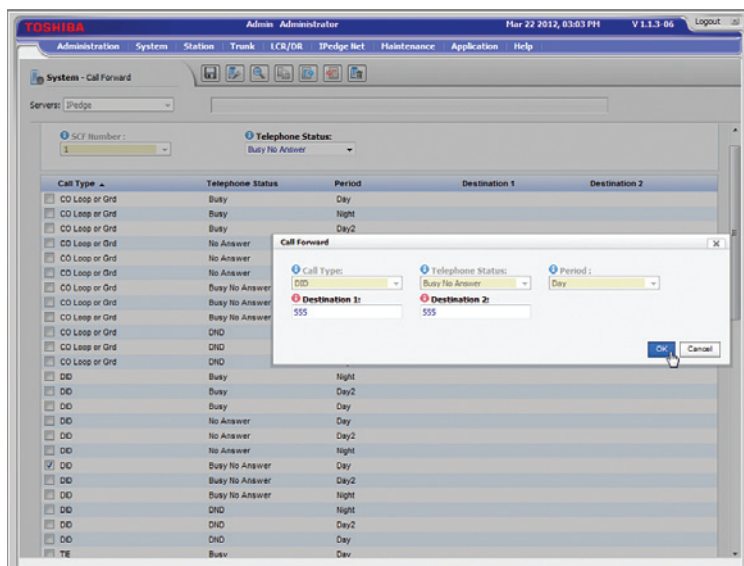 TOSHIBA Admin Administrator Mar 22 2012, 03:03 PM V 1.1.3-06 Logout
Administration System Station Trunk LCR/DR IPedge Net Maintenance Application Help
System - Call Forward
Servers: IPedge
SCF Number : Telephone Status:
1 Busy No Answer
Call Type Telephone Status Period Destination 1 Destination 2
CO Loop or Grd Busy Day
CO Loop or Grd Busy Night
CO Loop or Grd Busy Day2
CO Loop or Grd No Answer
CO Loop or Grd No Answer
CO Loop or Grd No Answer
CO Loop or Grd Busy No Answer
CO Loop or Grd Busy No Answer
CO Loop or Grd Busy No Answer
CO Loop or Grd DND
CO Loop or Grd DND
CO Loop or Grd DND
Call Forward
Call Type: Telephone Status: Period :
DID Busy No Answer Day
Destination 1: Destination 2:
555 555
OK Cancel
DID Busy Night
DID Busy Day2
DID Busy Day
DID No Answer Day
DID No Answer Day2
DID No Answer Night
DID Busy No Answer Day
DID Busy No Answer Day2
DID Busy No Answer Night
DID DND Night
DID DND Day2
DID DND Day
TIE Busy Day